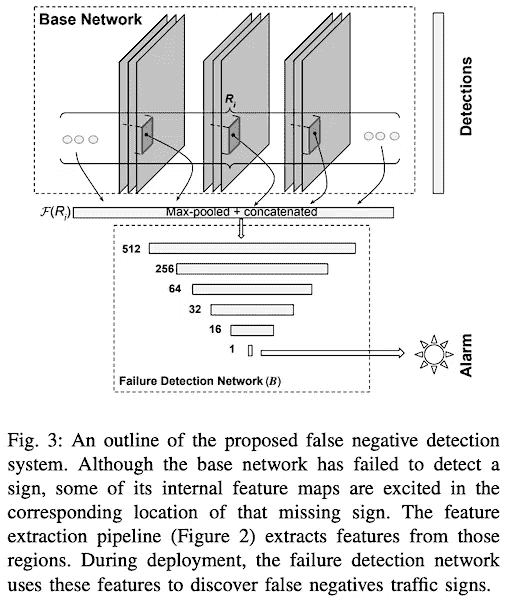 Base Network
R_i
Detections
F(R_i)
Max-pooled + concatenated
512
256
64
32
16
1
Alarm
Failure Detection Network (B)
Fig. 3: An outline of the proposed false negative detection
system. Although the base network has failed to detect a
sign, some of its internal feature maps are excited in the
corresponding location of that missing sign. The feature
extraction pipeline (Figure 2) extracts features from those
regions. During deployment, the failure detection network
uses these features to discover false negatives traffic signs.